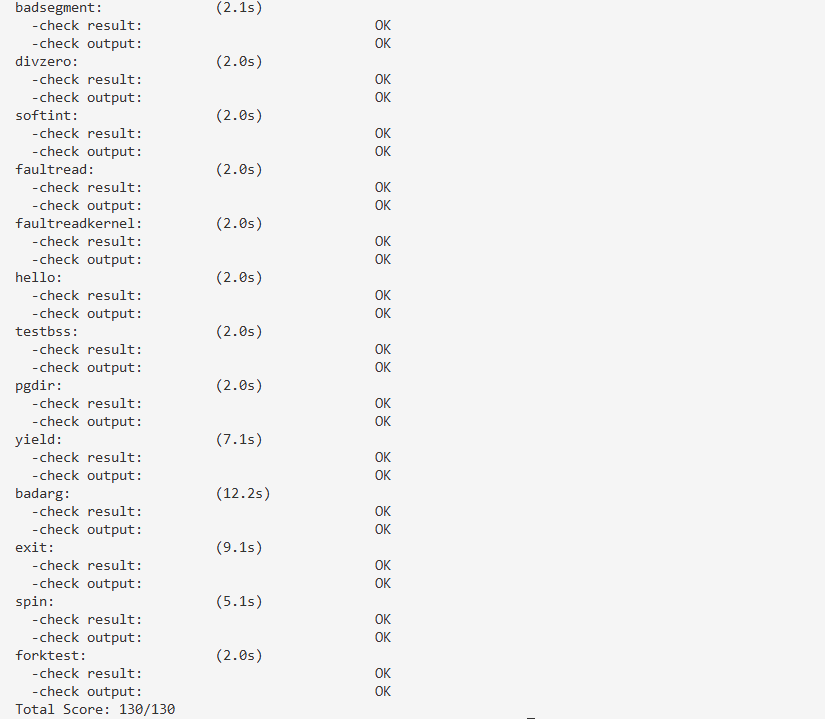 badsegment: (2.1s)
-check result: OK
-check output: OK
divzero: (2.0s)
-check result: OK
-check output: OK
softint: (2.0s)
-check result: OK
-check output: OK
faultread: (2.0s)
-check result: OK
-check output: OK
faultreadkernel: (2.0s)
-check result: OK
-check output: OK
hello: (2.0s)
-check result: OK
-check output: OK
testbss: (2.0s)
-check result: OK
-check output: OK
pgdir: (2.0s)
-check result: OK
-check output: OK
yield: (7.1s)
-check result: OK
-check output: OK
badarg: (12.2s)
-check result: OK
-check output: OK
exit: (9.1s)
-check result: OK
-check output: OK
spin: (5.1s)
-check result: OK
-check output: OK
forktest: (2.0s)
-check result: OK
-check output: OK
Total Score: 130/130